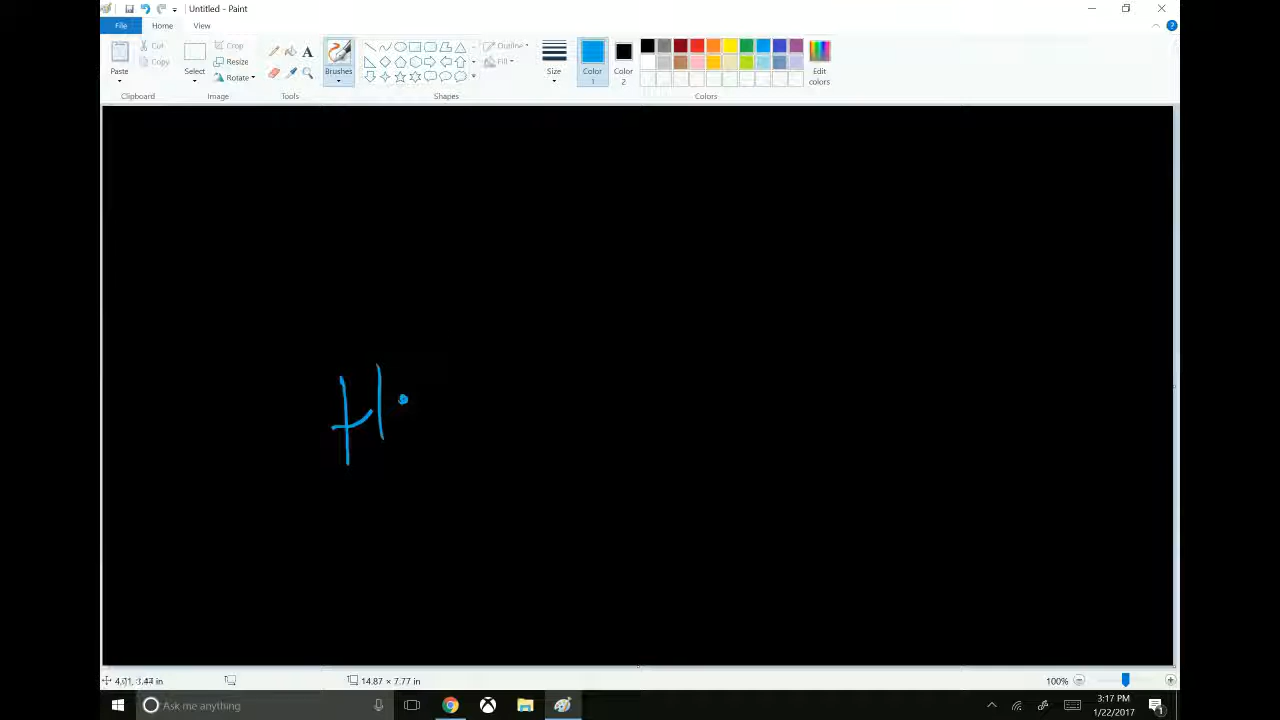 Untitled - Paint
File Home View
Paste Cut Copy Select Crop Resize Rotate A Brushes Outline Fill Size Color 1 Color 2 Edit colors
Clipboard Image Tools Shapes Colors
H
14.87 × 7.77 in 100%
Ask me anything 3:17 PM
1/22/2017